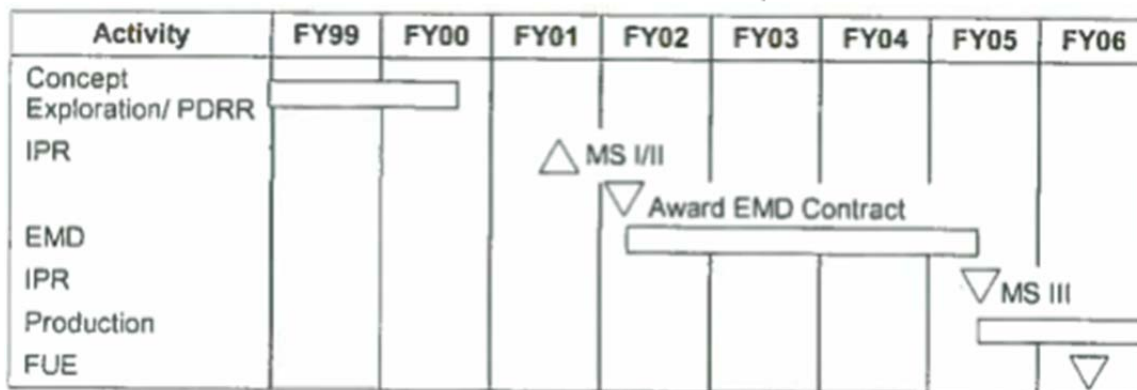 Activity FY99 FY00 FY01 FY02 FY03 FY04 FY05 FY06
Concept
Exploration/ PDRR
IPR MS I/II
Award EMD Contract
EMD
IPR MS III
Production
FUE